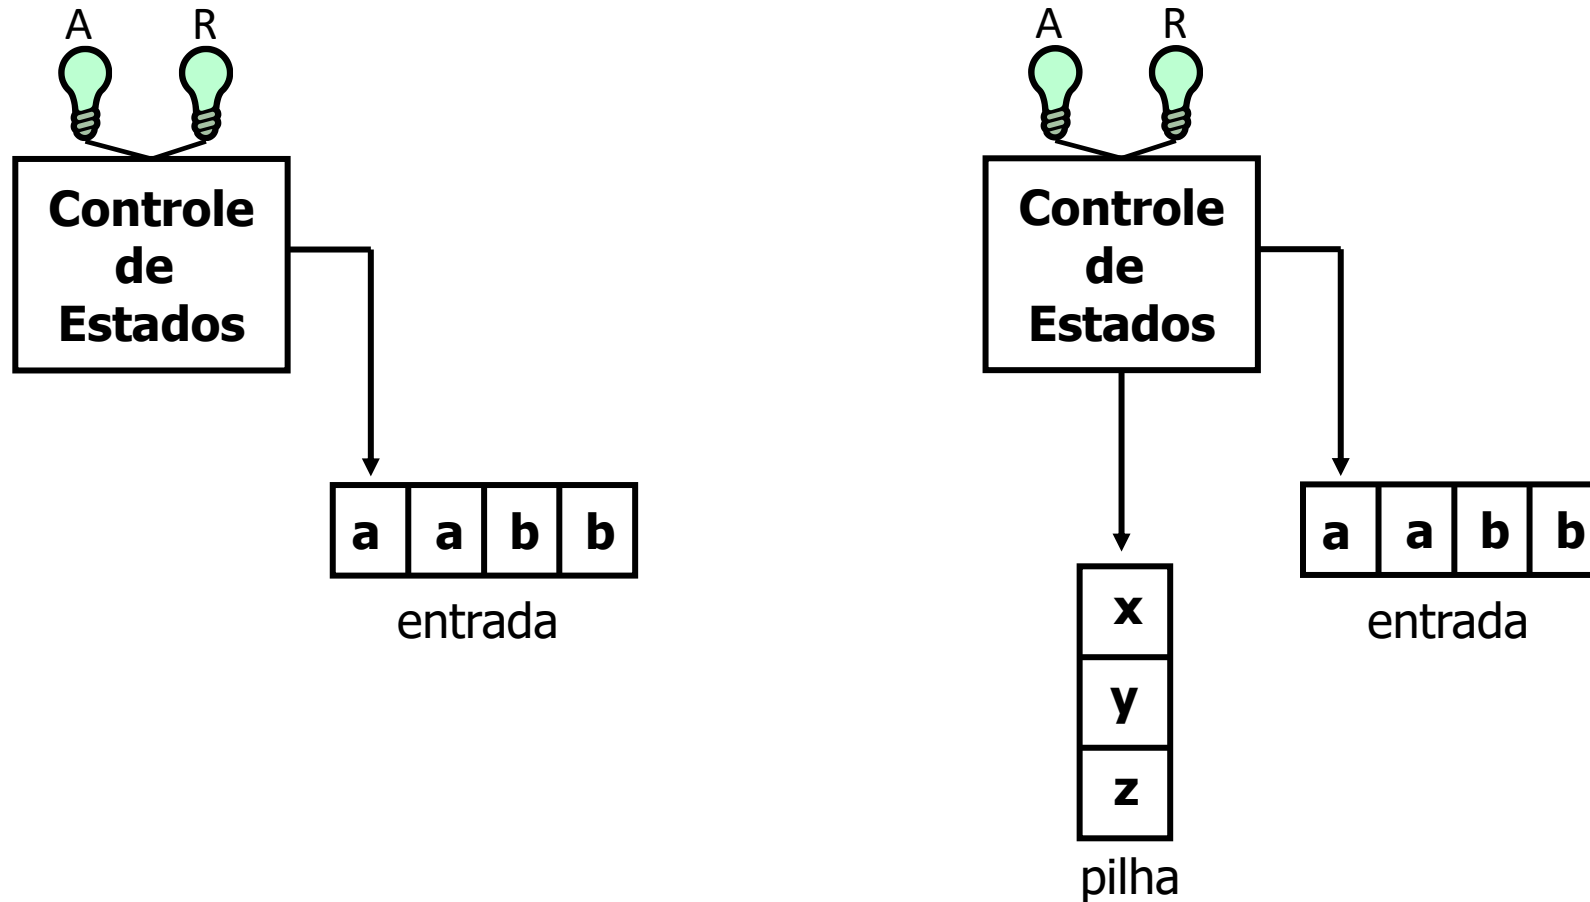 A R
Controle
de
Estados
a a b b
entrada
A R
Controle
de
Estados
a a b b
entrada
x
y
z
pilha